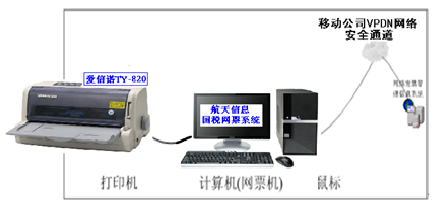 移动公司VPDN网络
安全通道
爱信诺TY-820
航天信息
国税网票系统
打印机
计算机(网票机)
鼠标